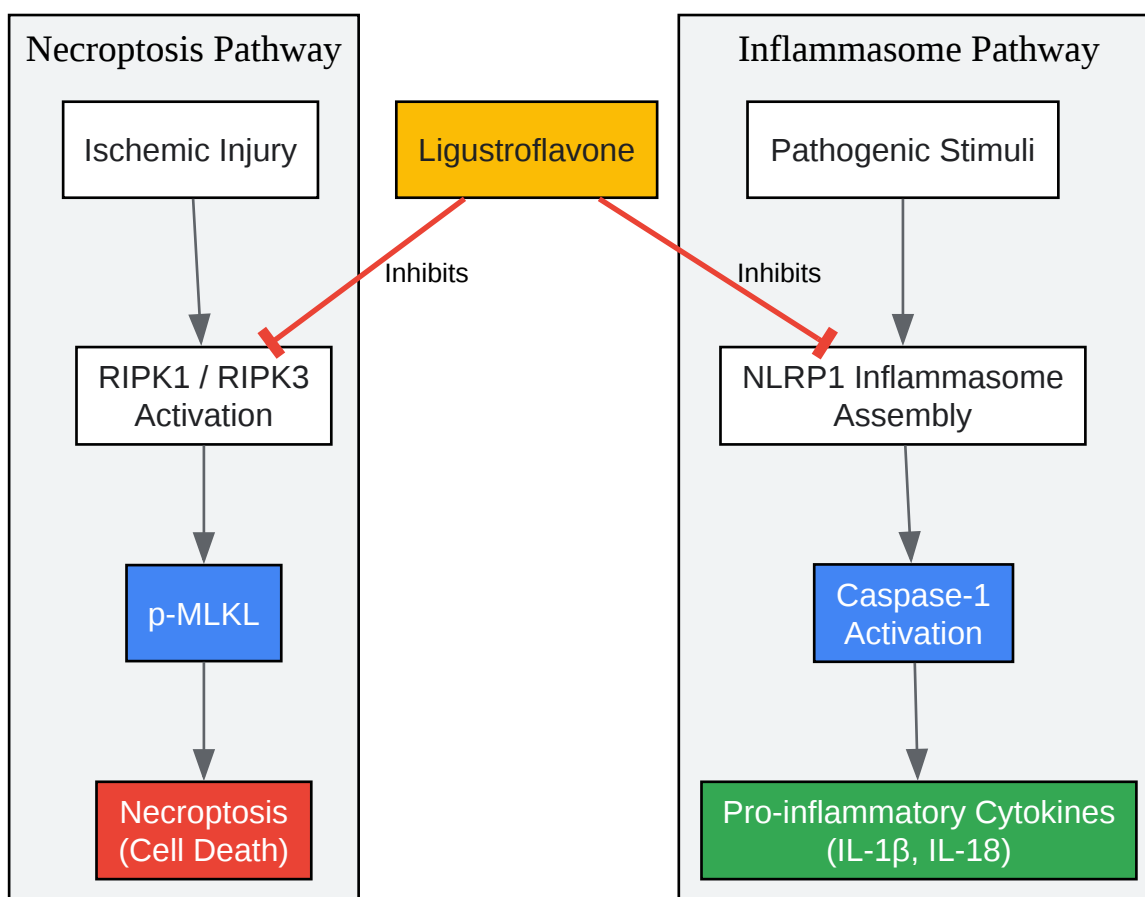 Necroptosis Pathway
Inflammasome Pathway
Ischemic Injury
Ligustroflavone
Pathogenic Stimuli
Inhibits
Inhibits
RIPK1 / RIPK3
Activation
NLRP1 Inflammasome
Assembly
p-MLKL
Caspase-1
Activation
Necroptosis
(Cell Death)
Pro-inflammatory Cytokines
(IL-1β, IL-18)